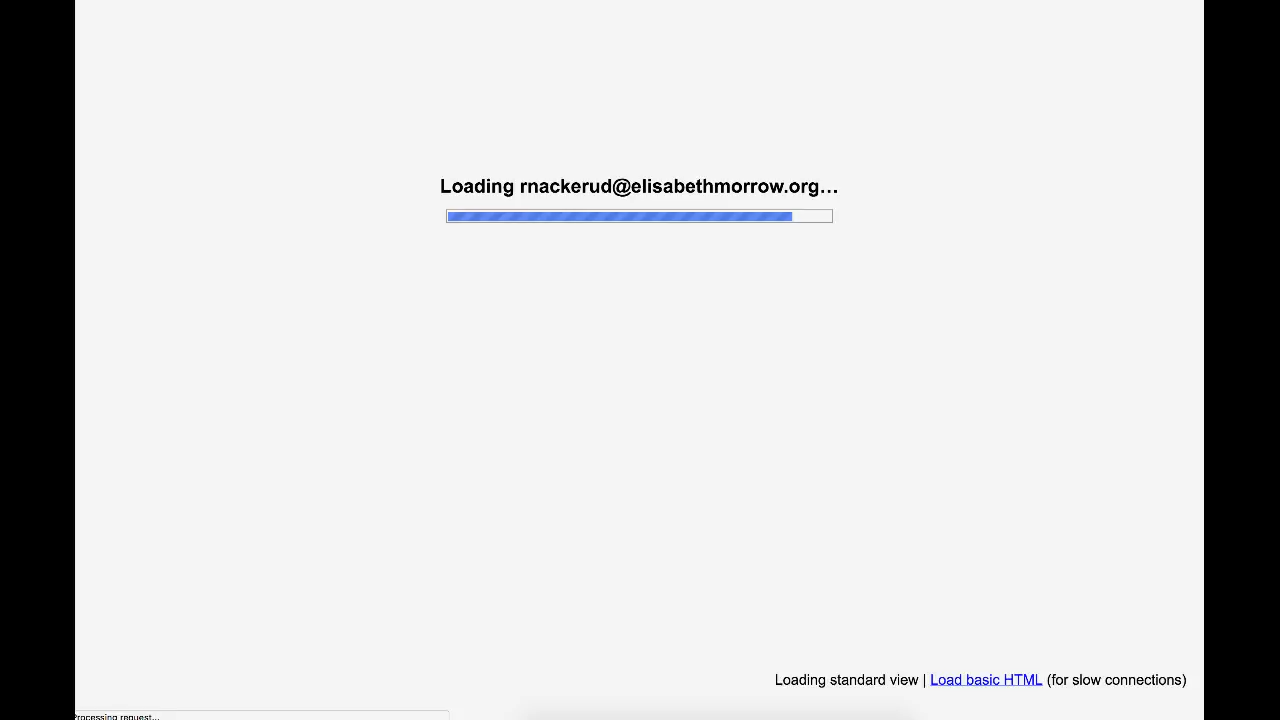 Loading rnackerud@elisabethmorrow.org…
Loading standard view | Load basic HTML (for slow connections)
Processing request...